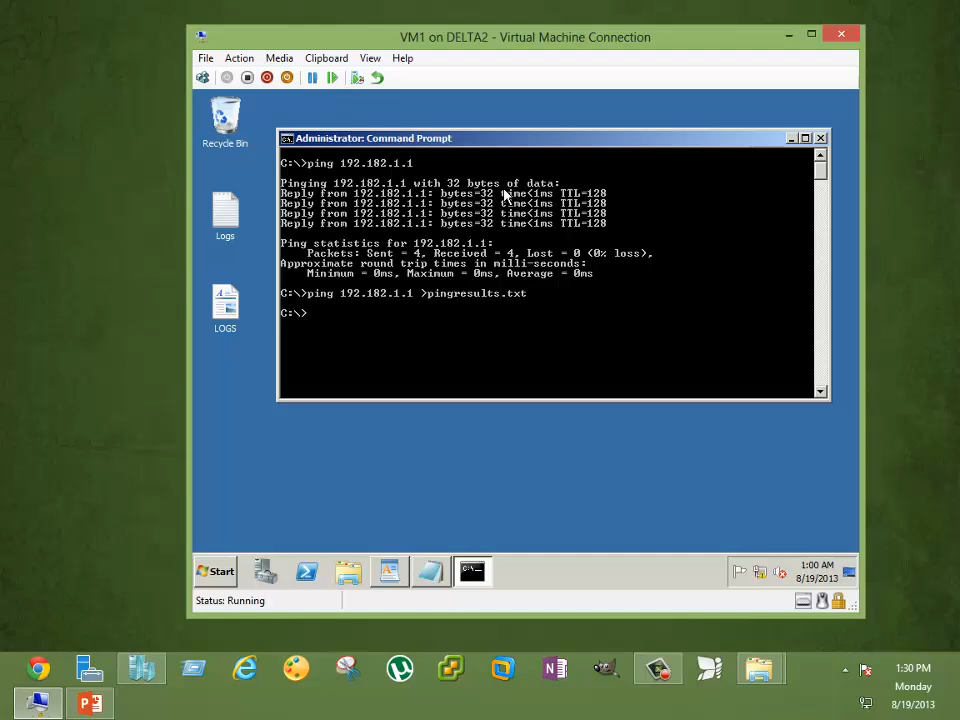 VM1 on DELTA2 - Virtual Machine Connection
File Action Media Clipboard View Help
Recycle Bin
Logs
LOGS
Administrator: Command Prompt
C:\>ping 192.182.1.1
Pinging 192.182.1.1 with 32 bytes of data:
Reply from 192.182.1.1: bytes=32 time<1ms TTL=128
Reply from 192.182.1.1: bytes=32 time<1ms TTL=128
Reply from 192.182.1.1: bytes=32 time<1ms TTL=128
Reply from 192.182.1.1: bytes=32 time<1ms TTL=128
Ping statistics for 192.182.1.1:
Packets: Sent = 4, Received = 4, Lost = 0 (0% loss),
Approximate round trip times in milli-seconds:
Minimum = 0ms, Maximum = 0ms, Average = 0ms
C:\>ping 192.182.1.1 >pingresults.txt
C:\>
Start
1:00 AM
8/19/2013
Status: Running
1:30 PM
Monday
8/19/2013